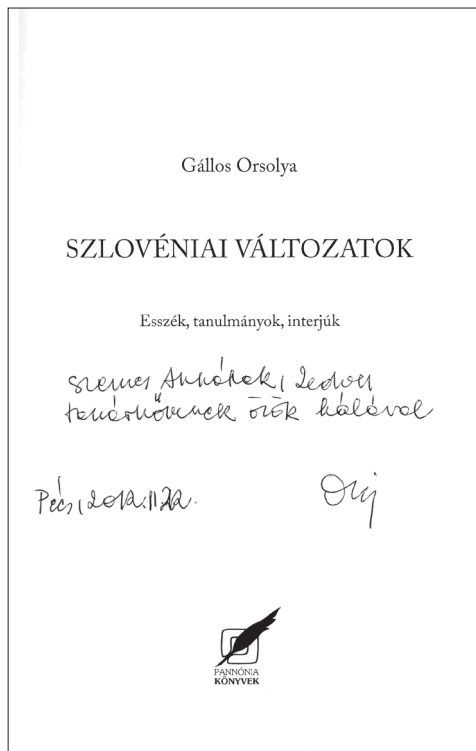 Gállos Orsolya
SZLOVÉNIAI VÁLTOZATOK
Esszék, tanulmányok, interjúk
Szemes Annának, kedves
tanárnőmnek örök hálával
Pécs, 2012. 11 22.
Orsi
PANNÓNIA
KÖNYVEK